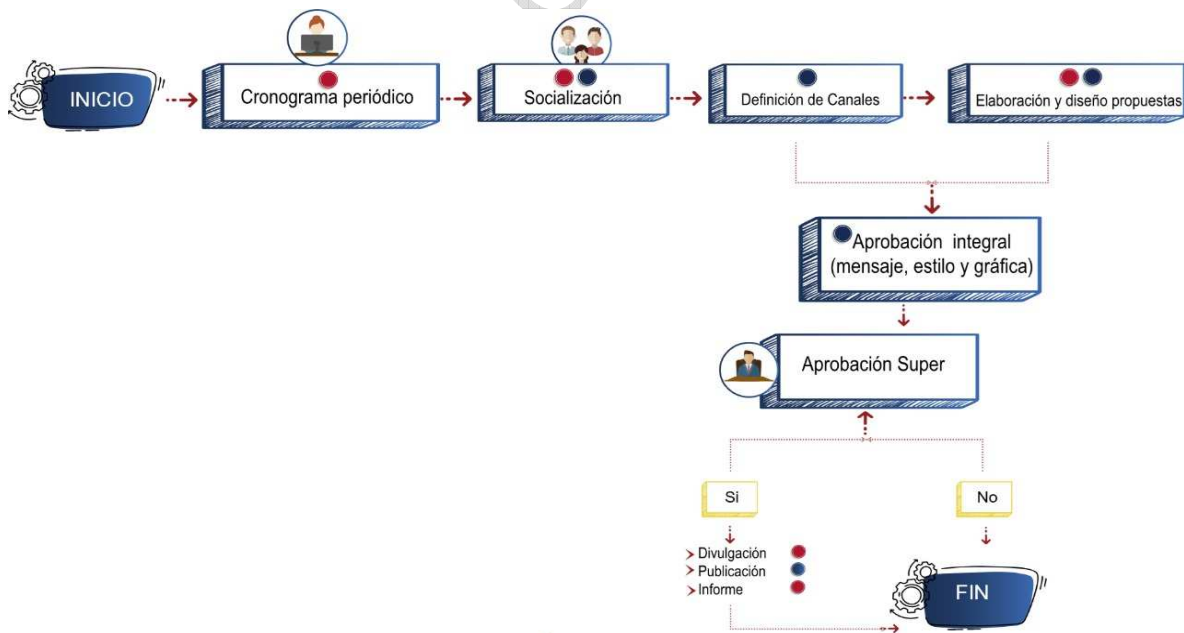 INICIO
Cronograma periódico
Socialización
Definición de Canales
Elaboración y diseño propuestas
Aprobación integral
(mensaje, estilo y gráfica)
Aprobación Super
Si
No
Divulgación
Publicación
Informe
FIN